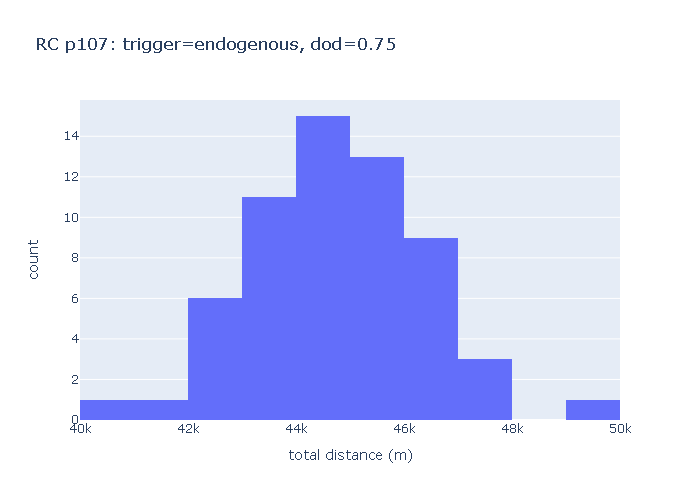 RC p107: trigger=endogenous, dod=0.75
14
12
10
8
6
4
2
0
count
40k 42k 44k 46k 48k 50k
total distance (m)